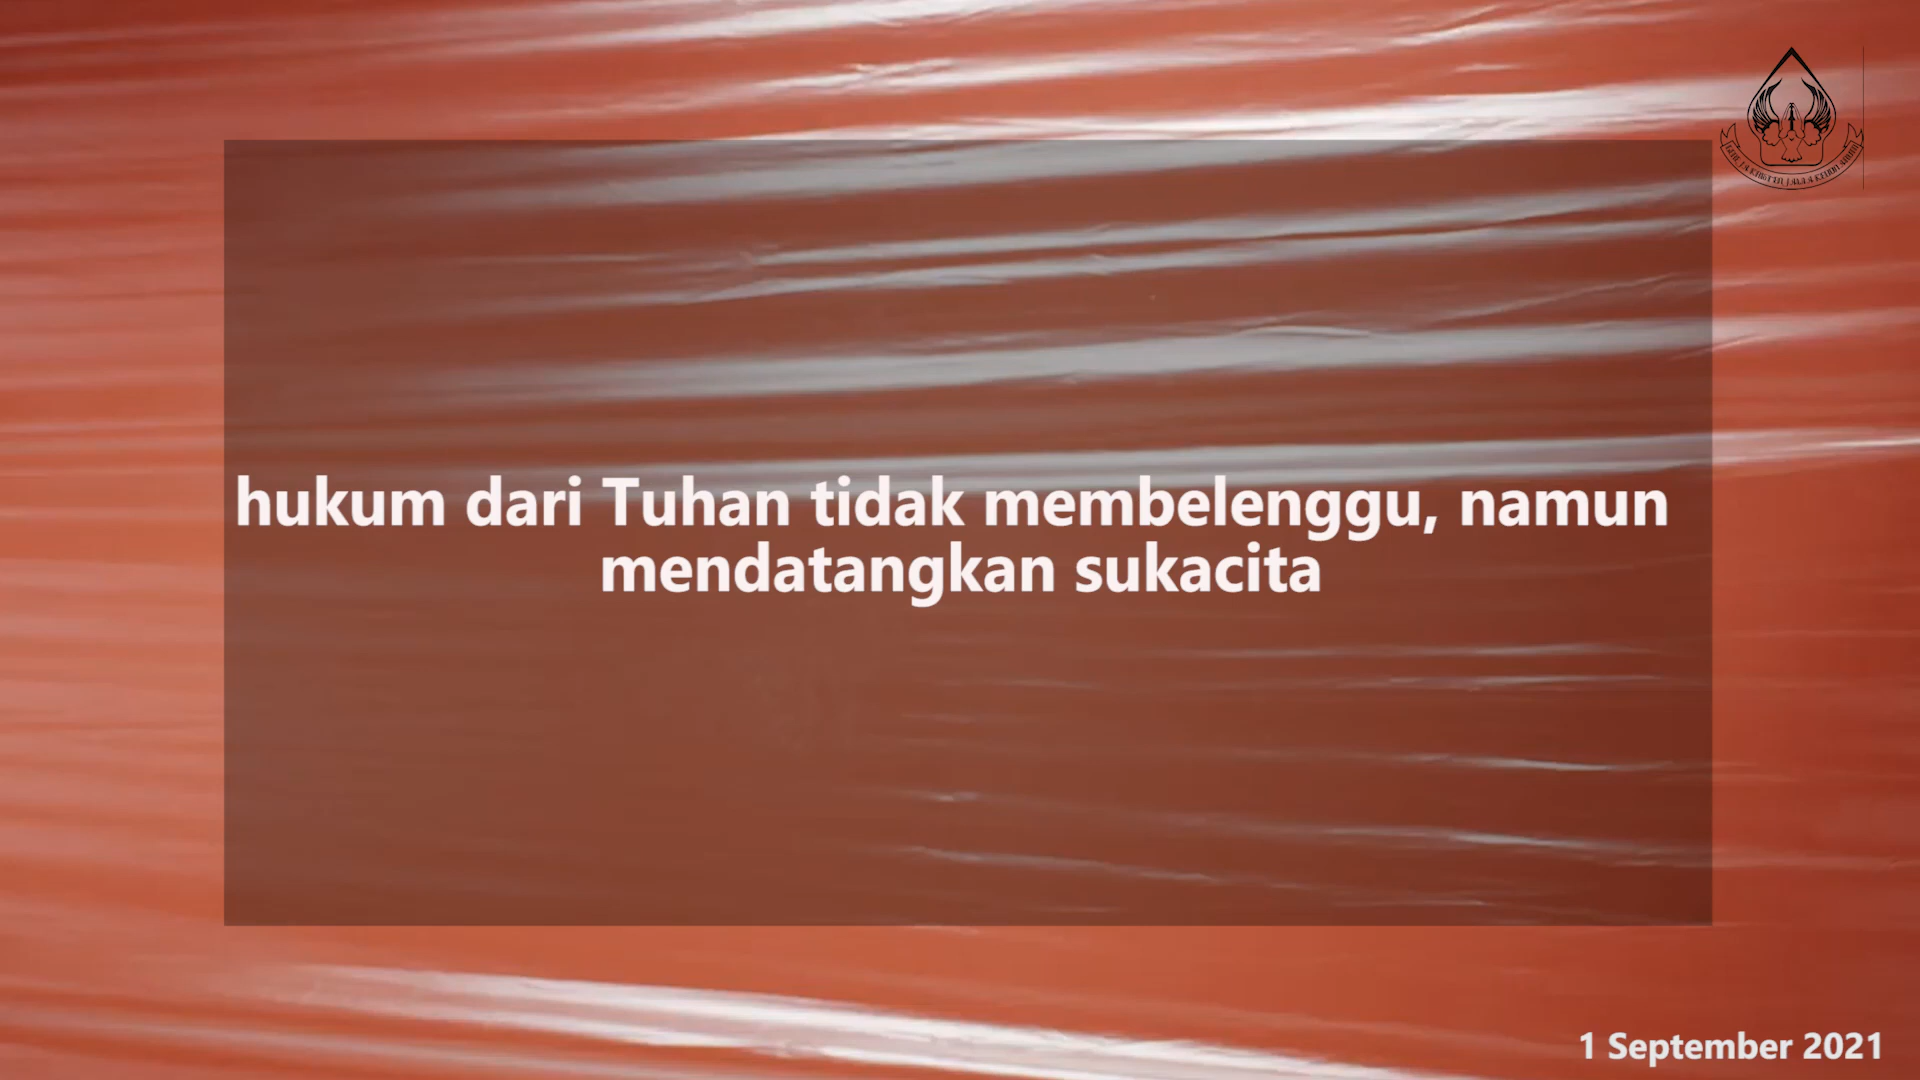 hukum dari Tuhan tidak membelenggu, namun
mendatangkan sukacita
1 September 2021